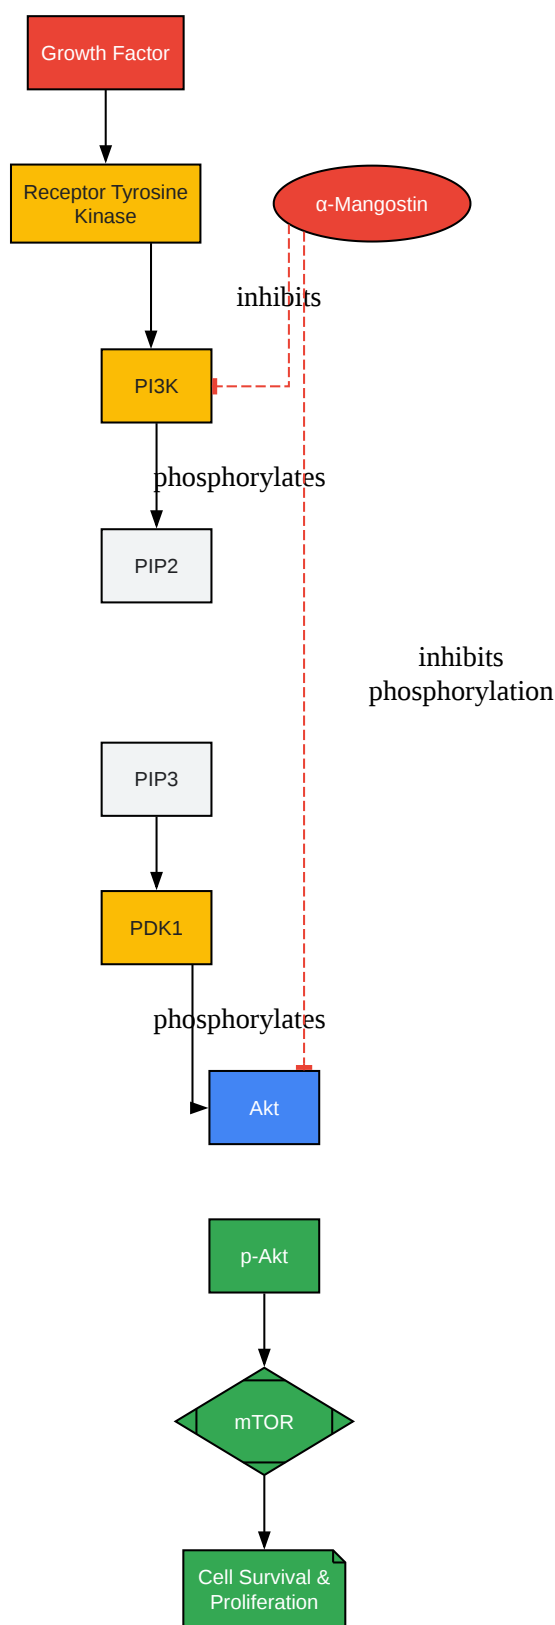 Growth Factor
Receptor Tyrosine
Kinase
α-Mangostin
inhibits
PI3K
phosphorylates
PIP2
inhibits
phosphorylation
PIP3
PDK1
phosphorylates
Akt
p-Akt
mTOR
Cell Survival &
Proliferation